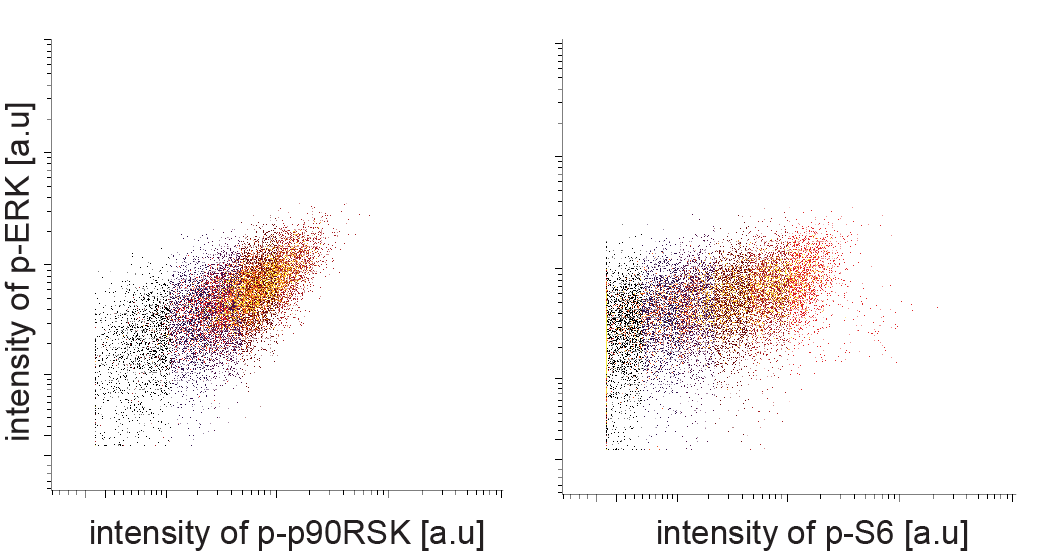 intensity of p-ERK [a.u]
intensity of p-p90RSK [a.u]
intensity of p-S6 [a.u]